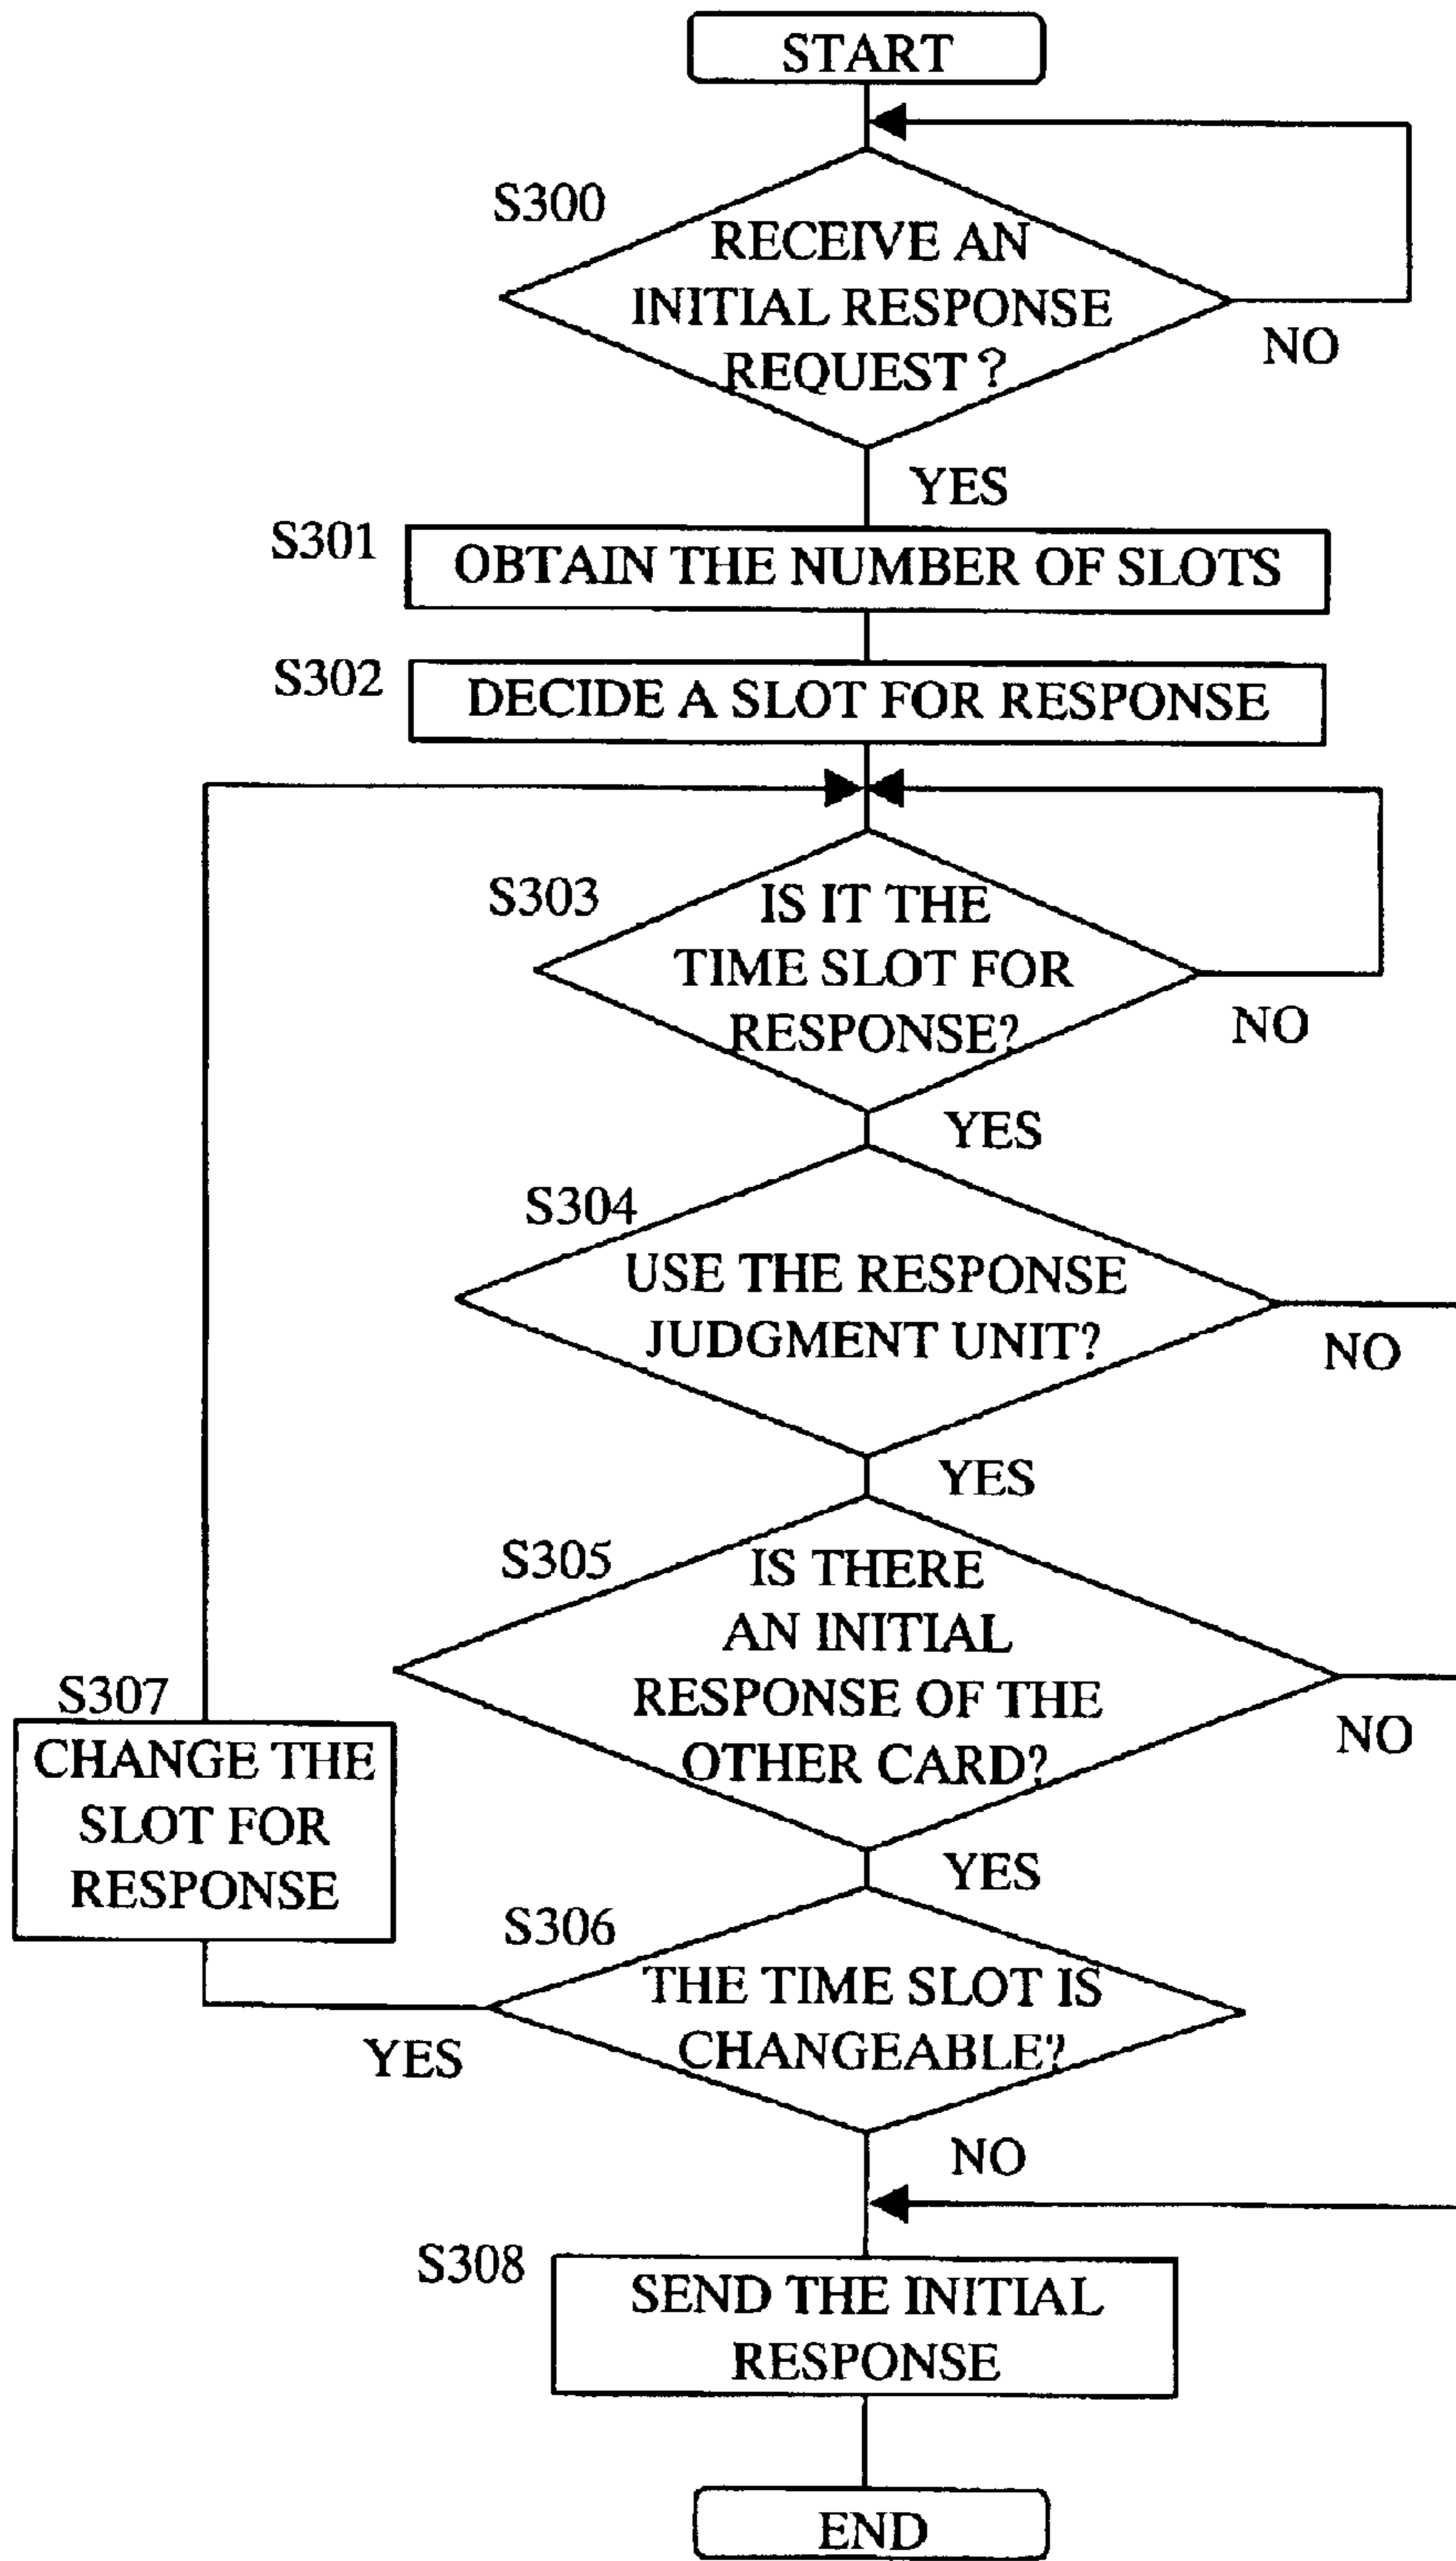 START
S300
RECEIVE AN
INITIAL RESPONSE
REQUEST?
NO
YES
S301
OBTAIN THE NUMBER OF SLOTS
S302
DECIDE A SLOT FOR RESPONSE
S303
IS IT THE
TIME SLOT FOR
RESPONSE?
NO
YES
S304
USE THE RESPONSE
JUDGMENT UNIT?
NO
YES
S305
IS THERE
AN INITIAL
RESPONSE OF THE
OTHER CARD?
NO
YES
S307
CHANGE THE
SLOT FOR
RESPONSE
S306
THE TIME SLOT IS
CHANGEABLE?
YES
NO
S308
SEND THE INITIAL
RESPONSE
END